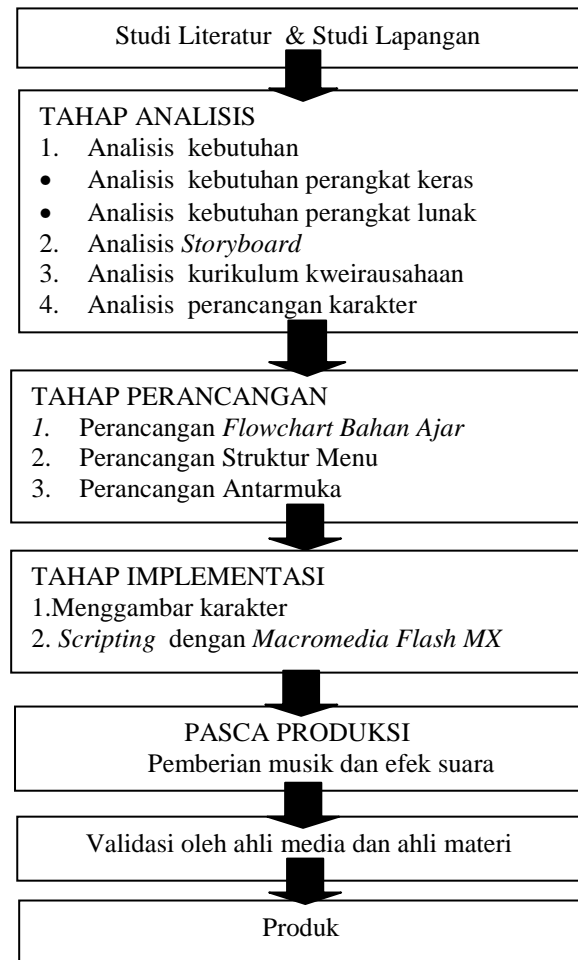 Studi Literatur & Studi Lapangan
TAHAP ANALISIS
1. Analisis kebutuhan
• Analisis kebutuhan perangkat keras
• Analisis kebutuhan perangkat lunak
2. Analisis Storyboard
3. Analisis kurikulum kweirausahaan
4. Analisis perancangan karakter
TAHAP PERANCANGAN
1. Perancangan Flowchart Bahan Ajar
2. Perancangan Struktur Menu
3. Perancangan Antarmuka
TAHAP IMPLEMENTASI
1.Menggambar karakter
2. Scripting dengan Macromedia Flash MX
PASCA PRODUKSI
Pemberian musik dan efek suara
Validasi oleh ahli media dan ahli materi
Produk